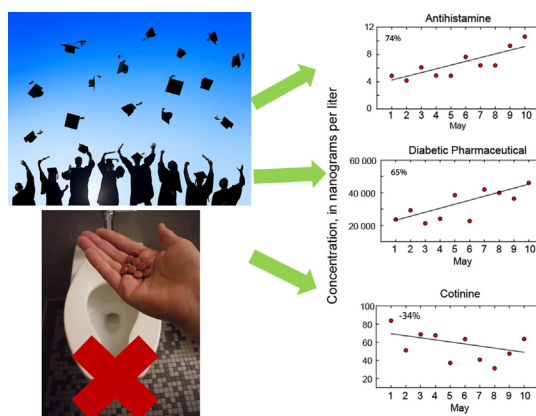 Antihistamine
12
8
4
0
74%
1 2 3 4 5 6 7 8 9 10
May
Concentration, in nanograms per liter
Diabetic Pharmaceutical
60 000
40 000
20 000
65%
1 2 3 4 5 6 7 8 9 10
May
Cotinine
100
80
60
40
20
0
-34%
1 2 3 4 5 6 7 8 9 10
May